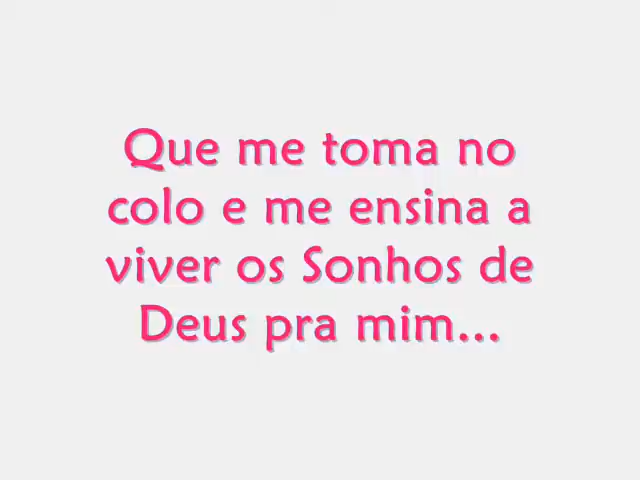 Que me toma no
colo e me ensina a
viver os Sonhos de
Deus pra mim...